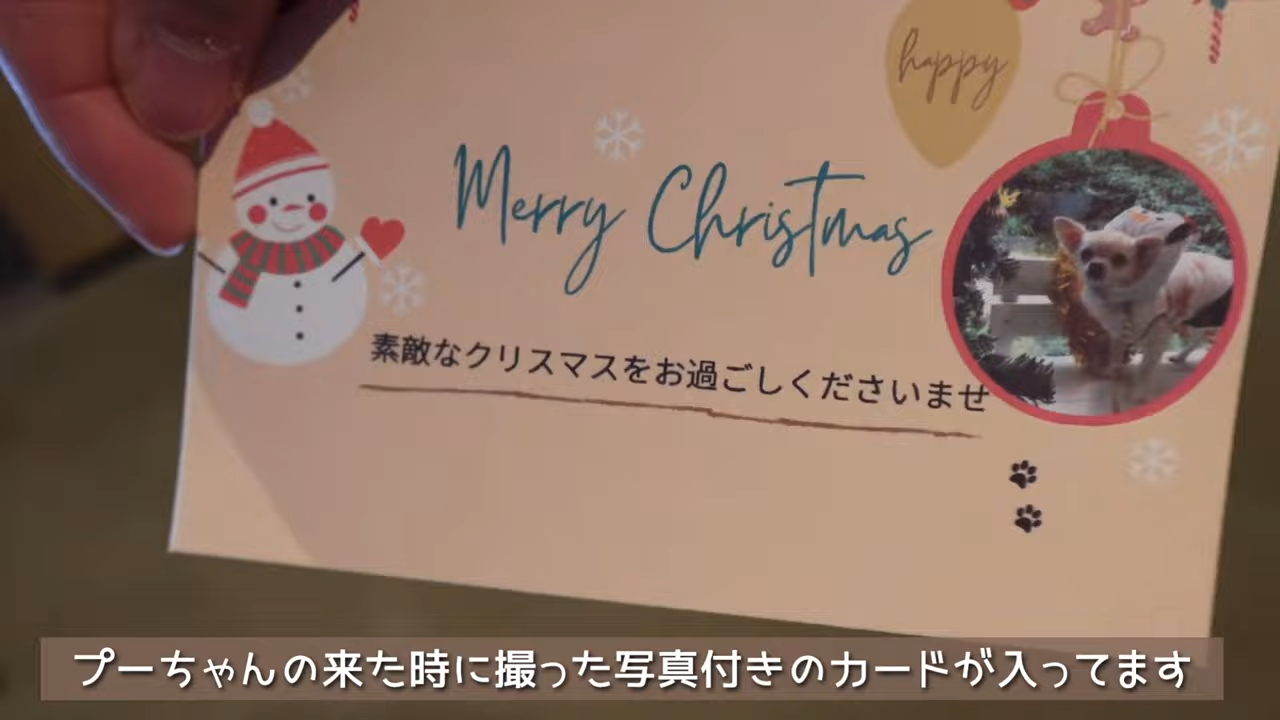 happy
Merry Christmas
素敵なクリスマスをお過ごしくださいませ
プーちゃんの来た時に撮った写真付きのカードが入ってます